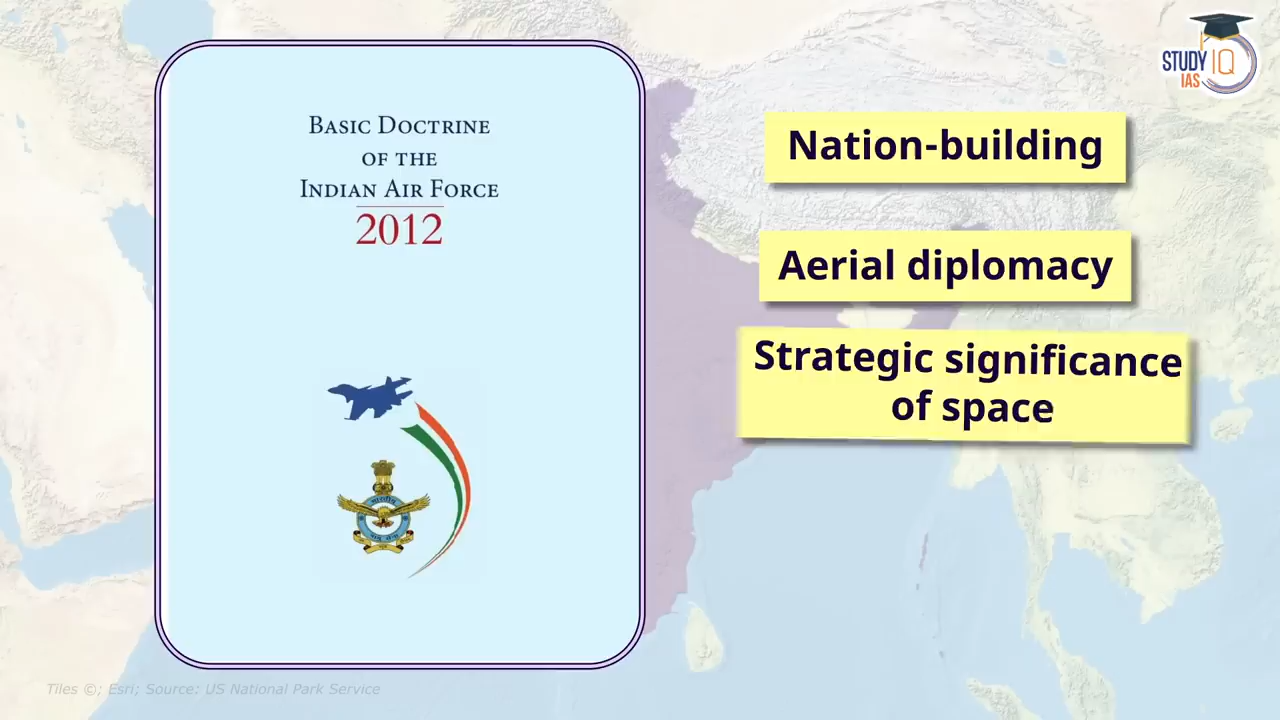 BASIC DOCTRINE
OF THE
INDIAN AIR FORCE
2012
Nation-building
Aerial diplomacy
Strategic significance
of space
STUDY IQ
IAS
Tiles ©; Esri; Source: US National Park Service